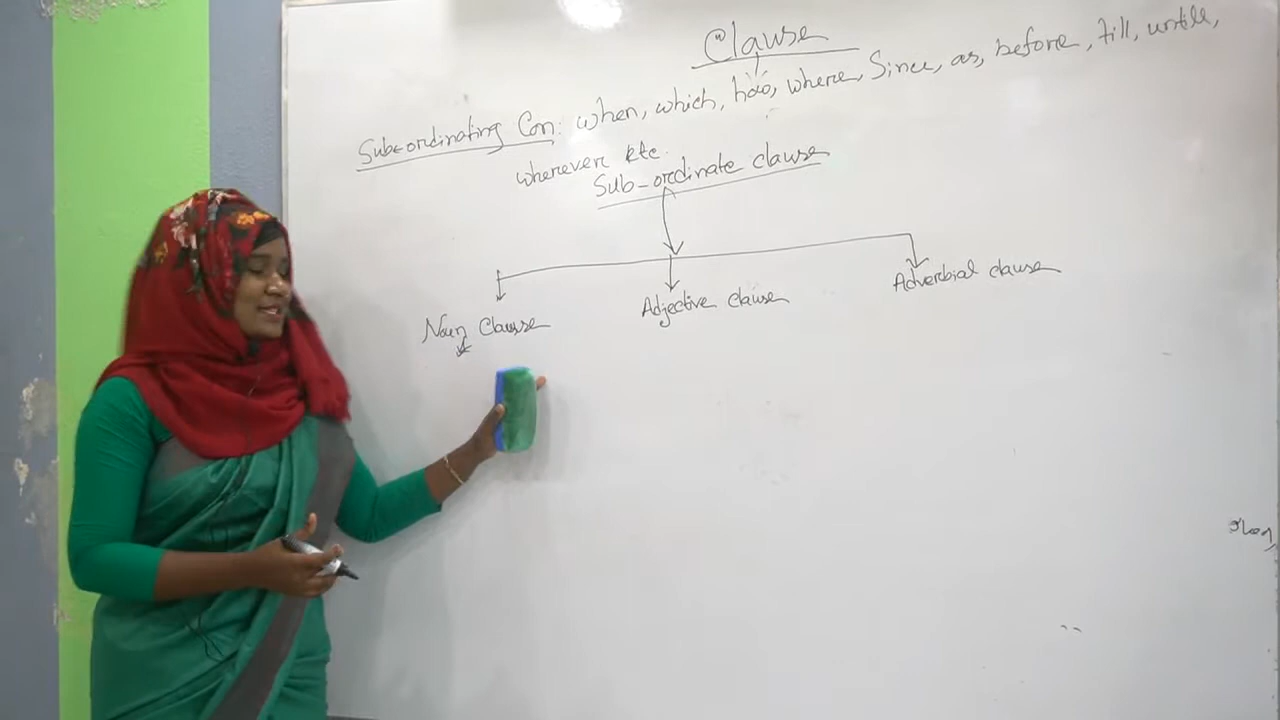 Clause
Sub-ordinating Con: when, which, how, where, Since, as, before, till, untill,
wherever Etc.
Sub-ordinate clause
Noun Clause
Adjective clause
Adverbial clause